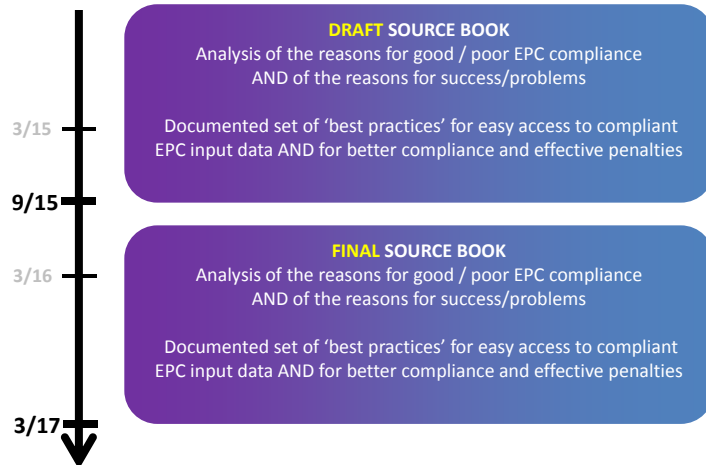 DRAFT SOURCE BOOK
Analysis of the reasons for good / poor EPC compliance
AND of the reasons for success/problems
Documented set of ‘best practices’ for easy access to compliant
EPC input data AND for better compliance and effective penalties
3/15
9/15
FINAL SOURCE BOOK
Analysis of the reasons for good / poor EPC compliance
AND of the reasons for success/problems
Documented set of ‘best practices’ for easy access to compliant
EPC input data AND for better compliance and effective penalties
3/16
3/17